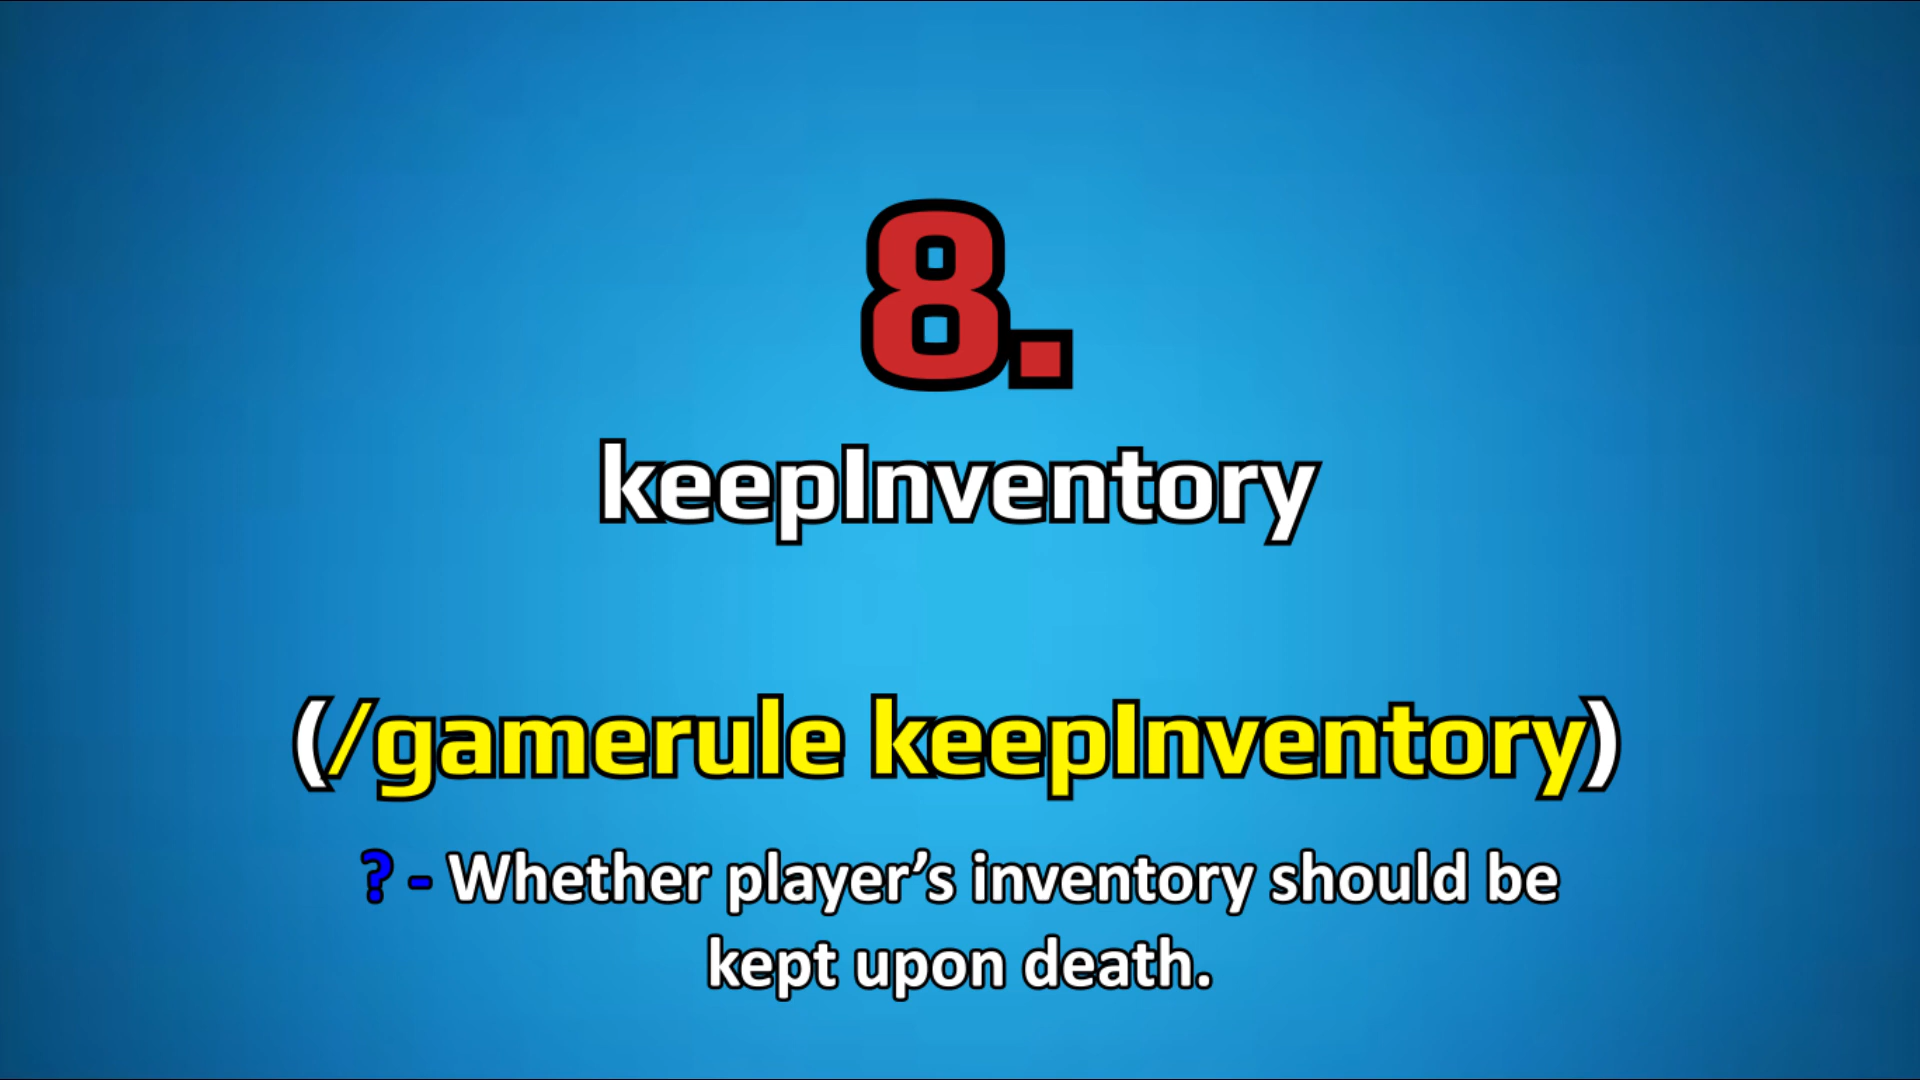 8.
keepInventory
(/gamerule keepInventory)
? - Whether player’s inventory should be
kept upon death.